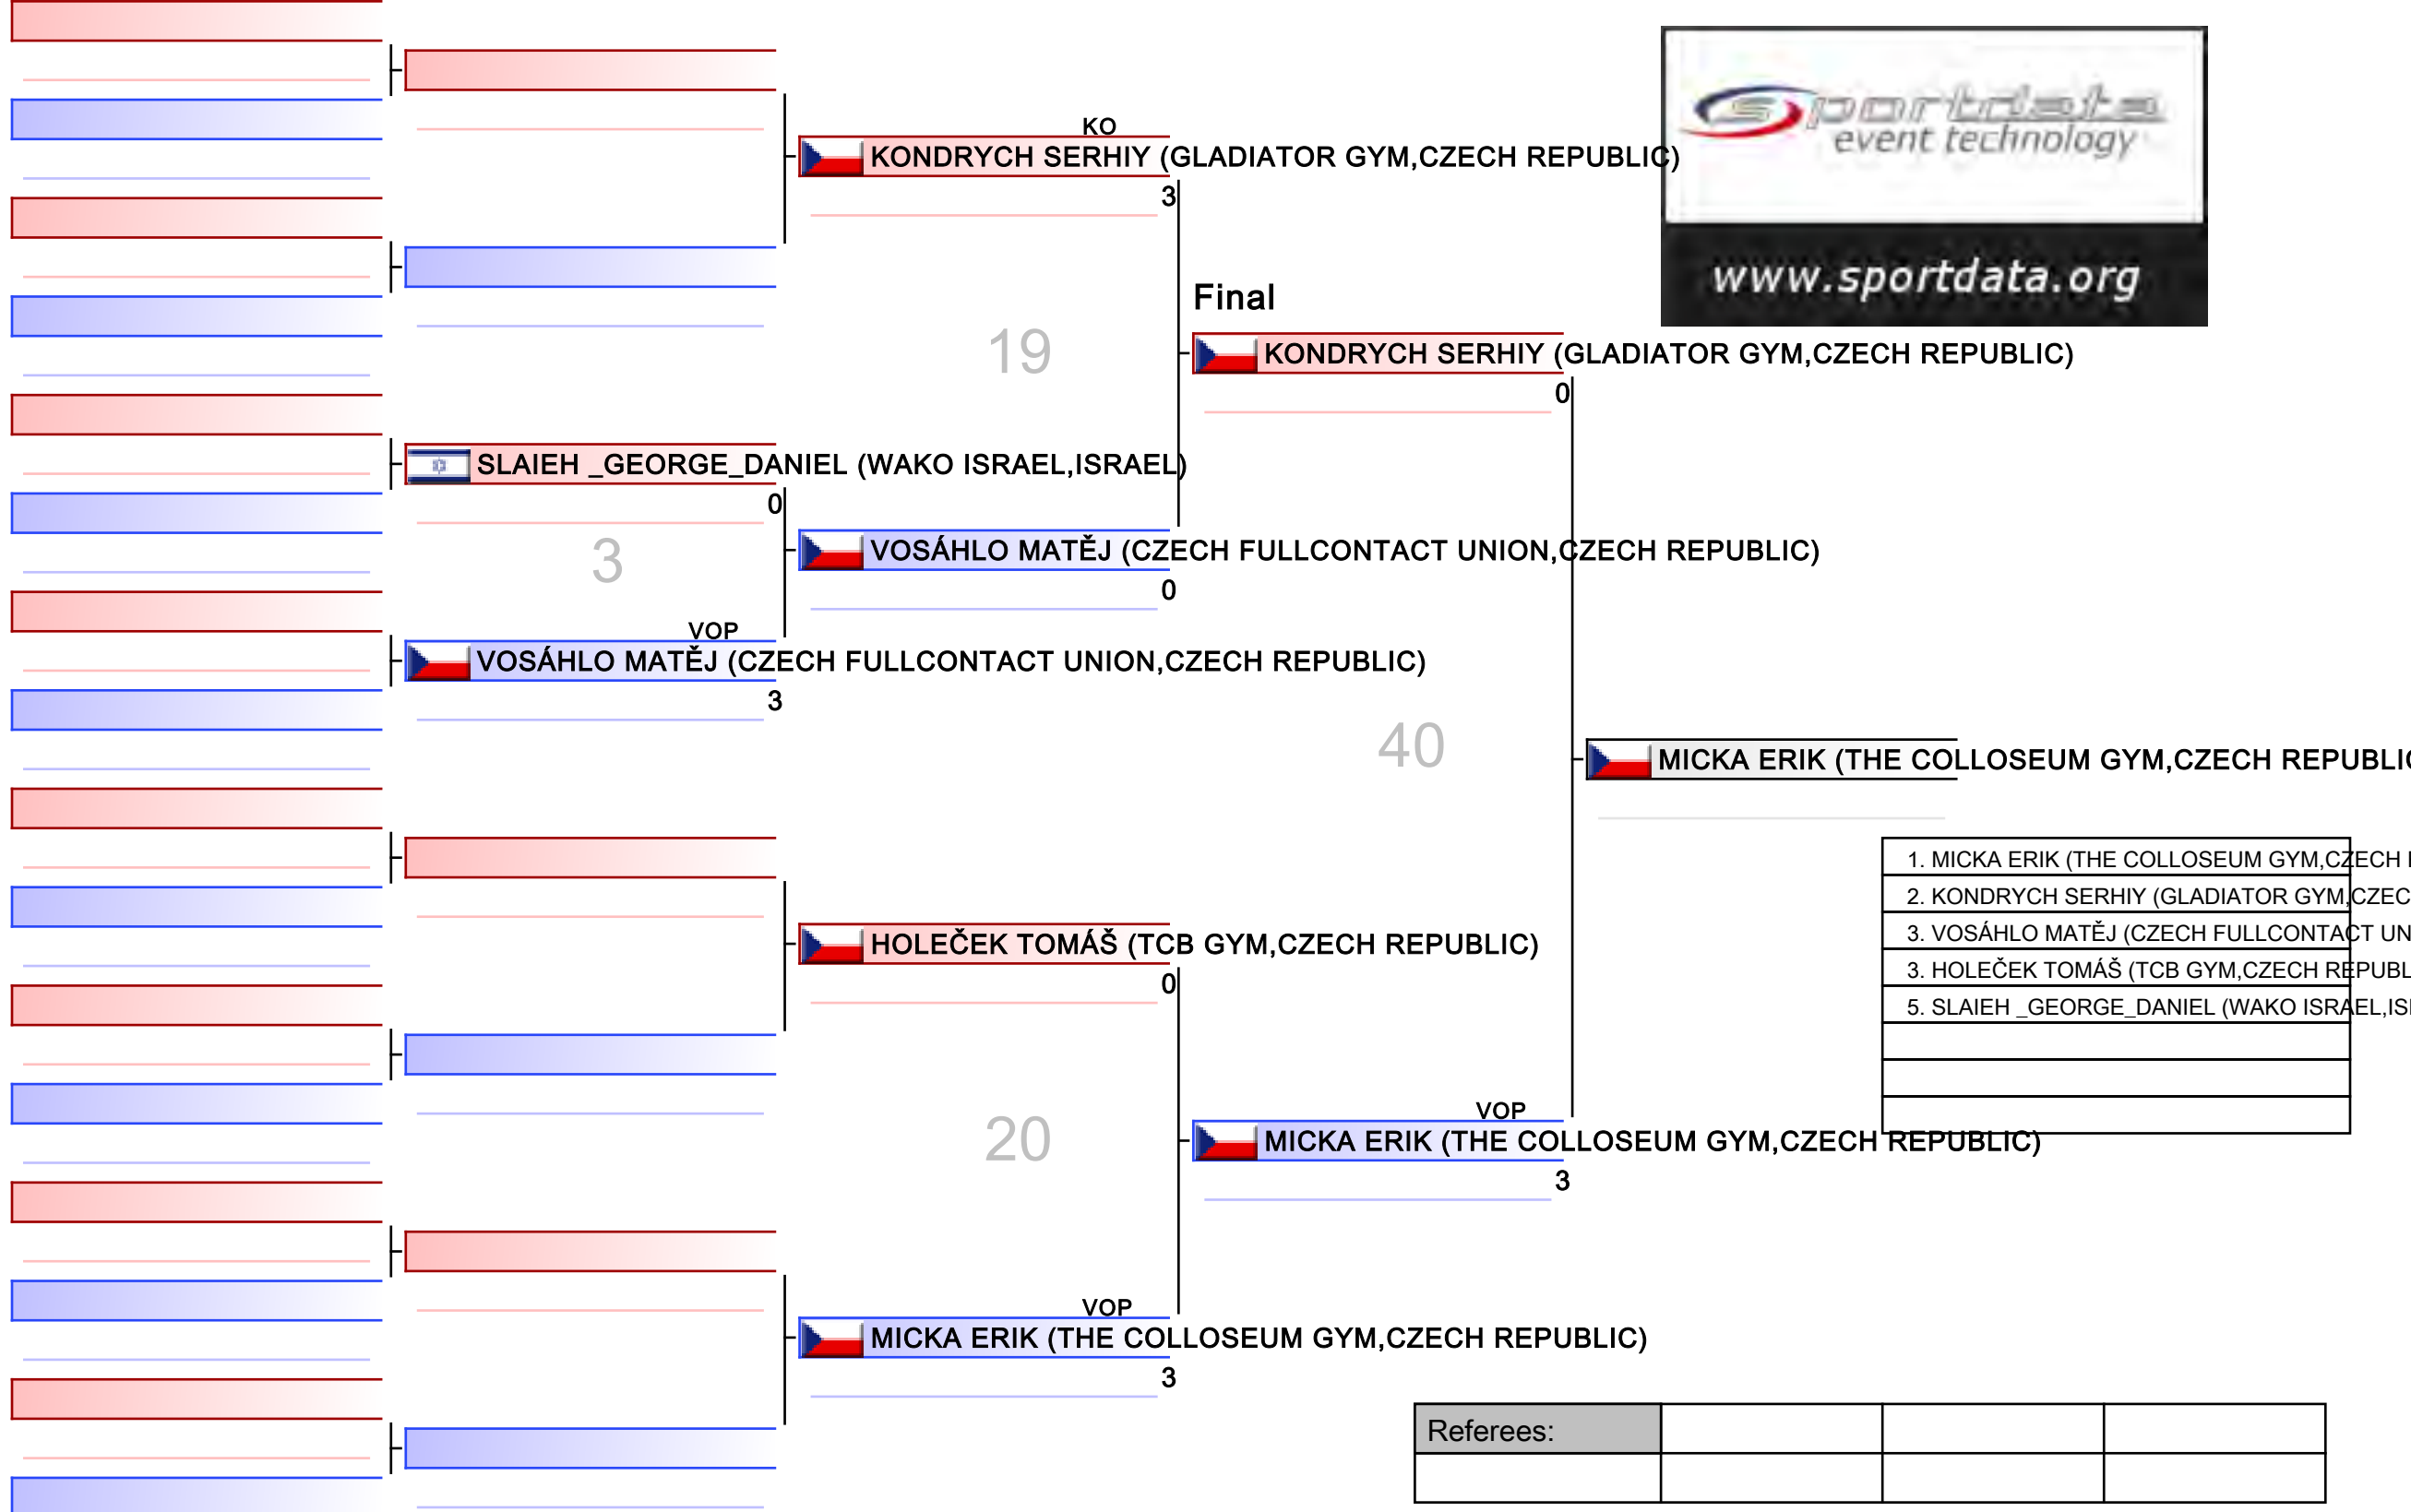 sportdata
event technology
www.sportdata.org
KO
KONDRYCH SERHIY (GLADIATOR GYM,CZECH REPUBLIC)
3
Final
19
KONDRYCH SERHIY (GLADIATOR GYM,CZECH REPUBLIC)
0
SLAIEH _GEORGE_DANIEL (WAKO ISRAEL,ISRAEL)
0
3
VOSÁHLO MATĚJ (CZECH FULLCONTACT UNION,CZECH REPUBLIC)
0
VOP
VOSÁHLO MATĚJ (CZECH FULLCONTACT UNION,CZECH REPUBLIC)
3
40
MICKA ERIK (THE COLLOSEUM GYM,CZECH REPUBLIC
1. MICKA ERIK (THE COLLOSEUM GYM,CZECH
2. KONDRYCH SERHIY (GLADIATOR GYM,CZEC
3. VOSÁHLO MATĚJ (CZECH FULLCONTACT UN
3. HOLEČEK TOMÁŠ (TCB GYM,CZECH REPUBL
5. SLAIEH _GEORGE_DANIEL (WAKO ISRAEL,IS
HOLEČEK TOMÁŠ (TCB GYM,CZECH REPUBLIC)
0
20
VOP
MICKA ERIK (THE COLLOSEUM GYM,CZECH REPUBLIC)
3
VOP
MICKA ERIK (THE COLLOSEUM GYM,CZECH REPUBLIC)
3
Referees: